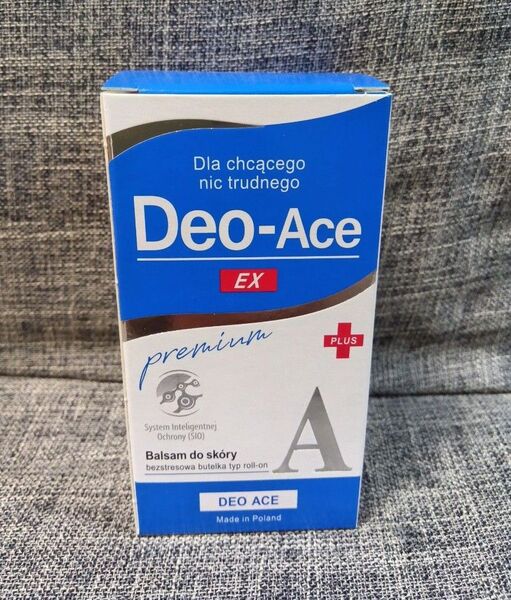 Dla chcącego
nic trudnego
Deo-Ace
EX
premium
PLUS
System Inteligentnej
Ochrony (SIO)
A
Balsam do skóry
bezstresowa butelka typ roll-on
DEO ACE
Made in Poland